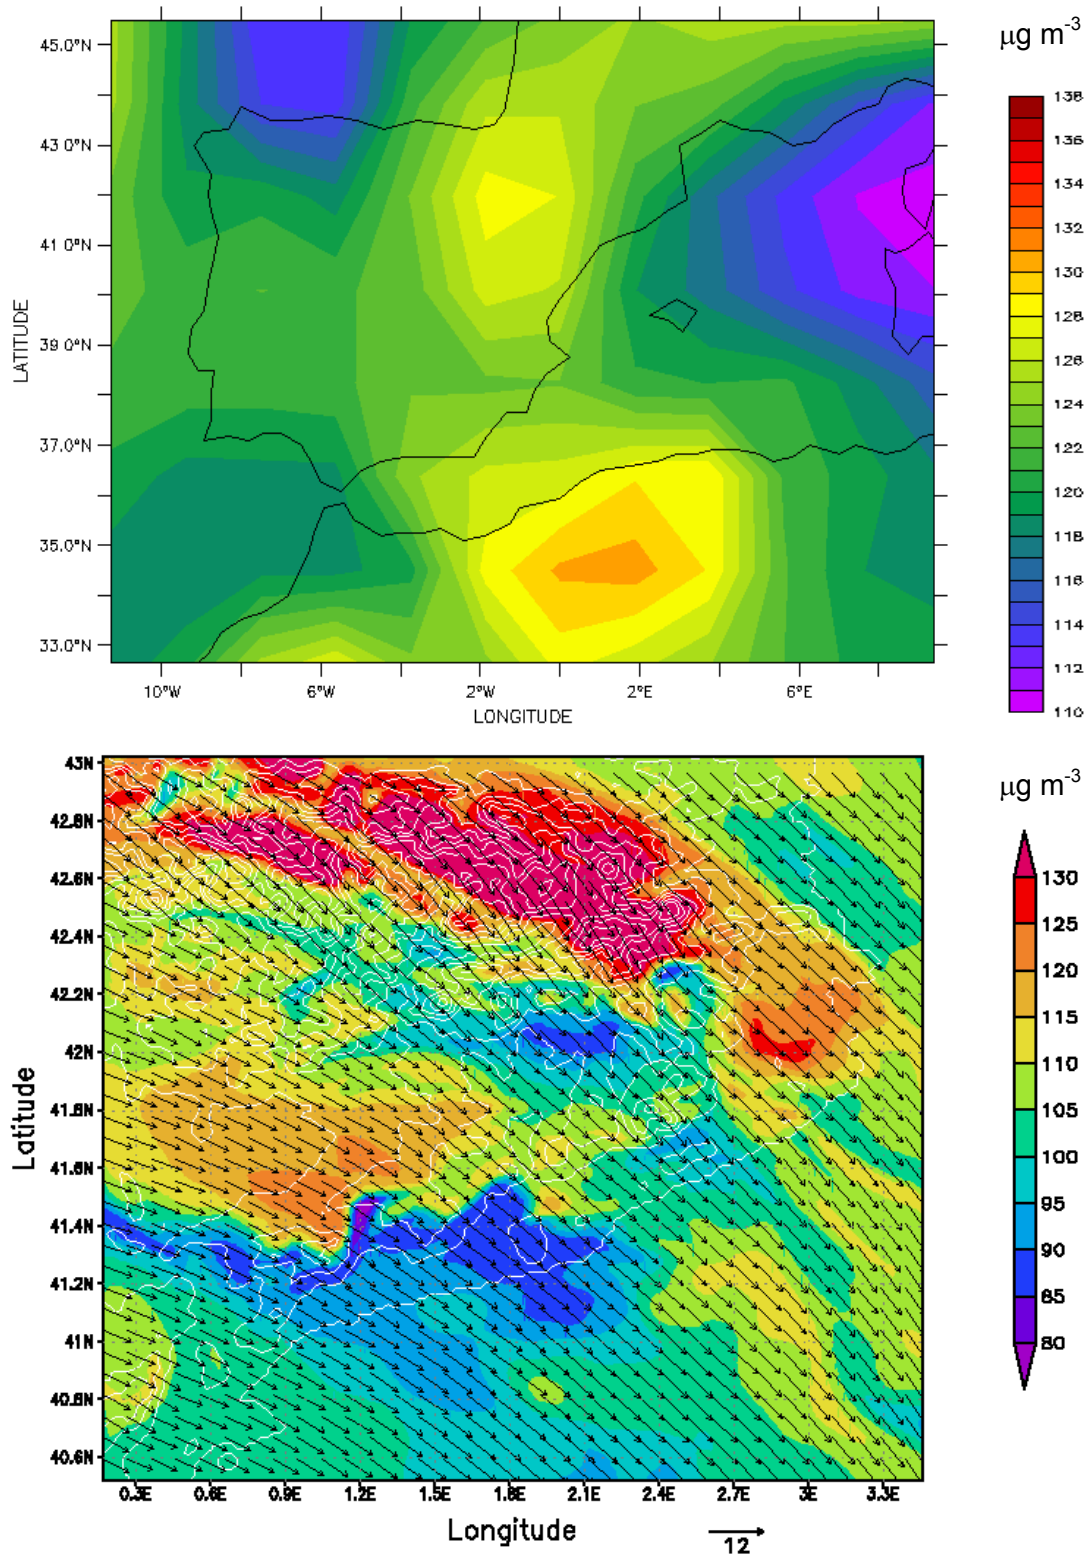 μg m-3
45.0°N
43.0°N
41 0°N
39 0°N
37.0°N
35.0°N
33.0°N
LATITUDE
10°W 6°W 2°W 2°E 6°E
LONGITUDE
138
136
134
132
130
128
126
124
122
120
118
116
114
112
110
μg m-3
43N
42.8N
42.6N
42.4N
42.2N
42N
41.8N
41.6N
41.4N
41.2N
41N
40.8N
40.6N
Latitude
0.3E 0.6E 0.9E 1.2E 1.5E 1.8E 2.1E 2.4E 2.7E 3E 3.3E
Longitude
12
130
125
120
115
110
105
100
95
90
85
80